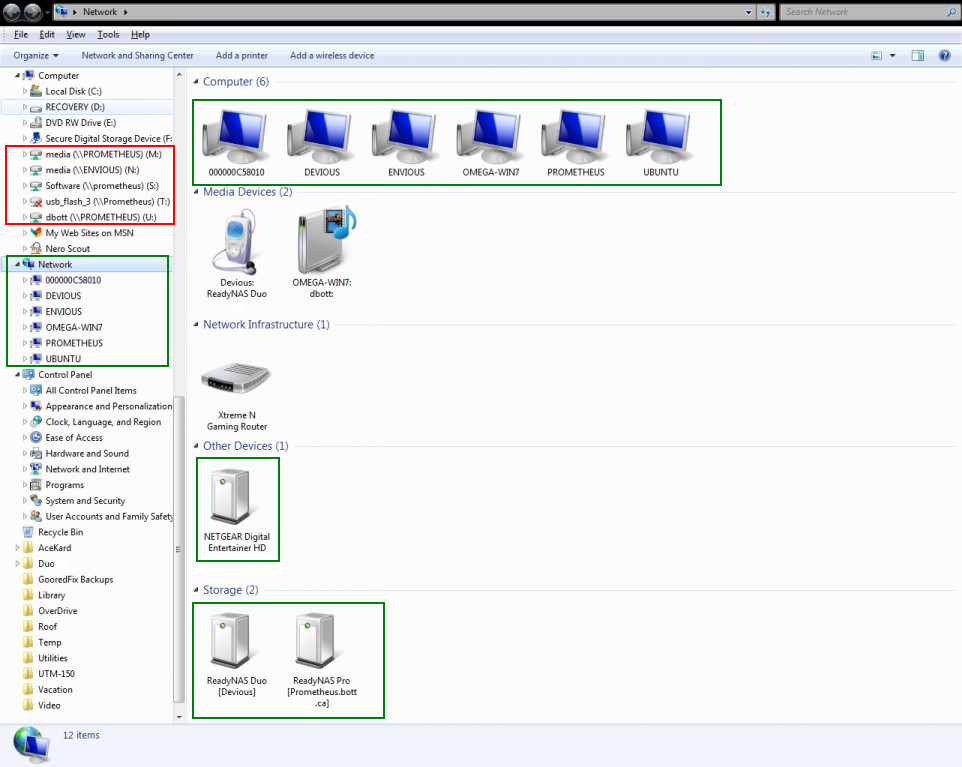 Network
Search Network
File Edit View Tools Help
Organize Network and Sharing Center Add a printer Add a wireless device
Computer
Local Disk (C:)
RECOVERY (D:)
DVD RW Drive (E:)
Secure Digital Storage Device (F:
media (\\PROMETHEUS) (M:)
media (\\ENVIOUS) (N:)
Software (\\prometheus) (S:)
usb_flash_3 (\\Prometheus) (T:)
dbott (\\PROMETHEUS) (U:)
My Web Sites on MSN
Nero Scout
Network
000000C58010
DEVIOUS
ENVIOUS
OMEGA-WIN7
PROMETHEUS
UBUNTU
Control Panel
All Control Panel Items
Appearance and Personalization
Clock, Language, and Region
Ease of Access
Hardware and Sound
Network and Internet
Programs
System and Security
User Accounts and Family Safety
Recycle Bin
AceKard
Duo
GooredFix Backups
Library
OverDrive
Roof
Temp
Utilities
UTM-150
Vacation
Video
Computer (6)
000000C58010 DEVIOUS ENVIOUS OMEGA-WIN7 PROMETHEUS UBUNTU
Media Devices (2)
Devious:
ReadyNAS Duo
OMEGA-WIN7:
dbott:
Network Infrastructure (1)
Xtreme N
Gaming Router
Other Devices (1)
NETGEAR Digital
Entertainer HD
Storage (2)
ReadyNAS Duo
[Devious]
ReadyNAS Pro
[Prometheus.bott
.ca]
12 items